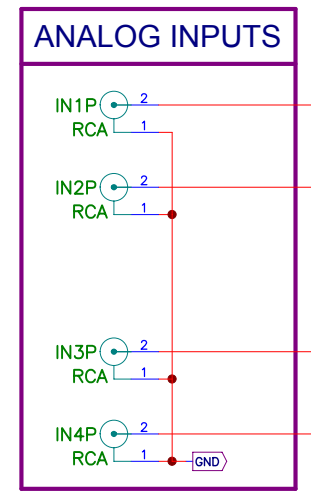 ANALOG INPUTS
IN1P 2
RCA 1
IN2P 2
RCA 1
IN3P 2
RCA 1
IN4P 2
RCA 1 GND